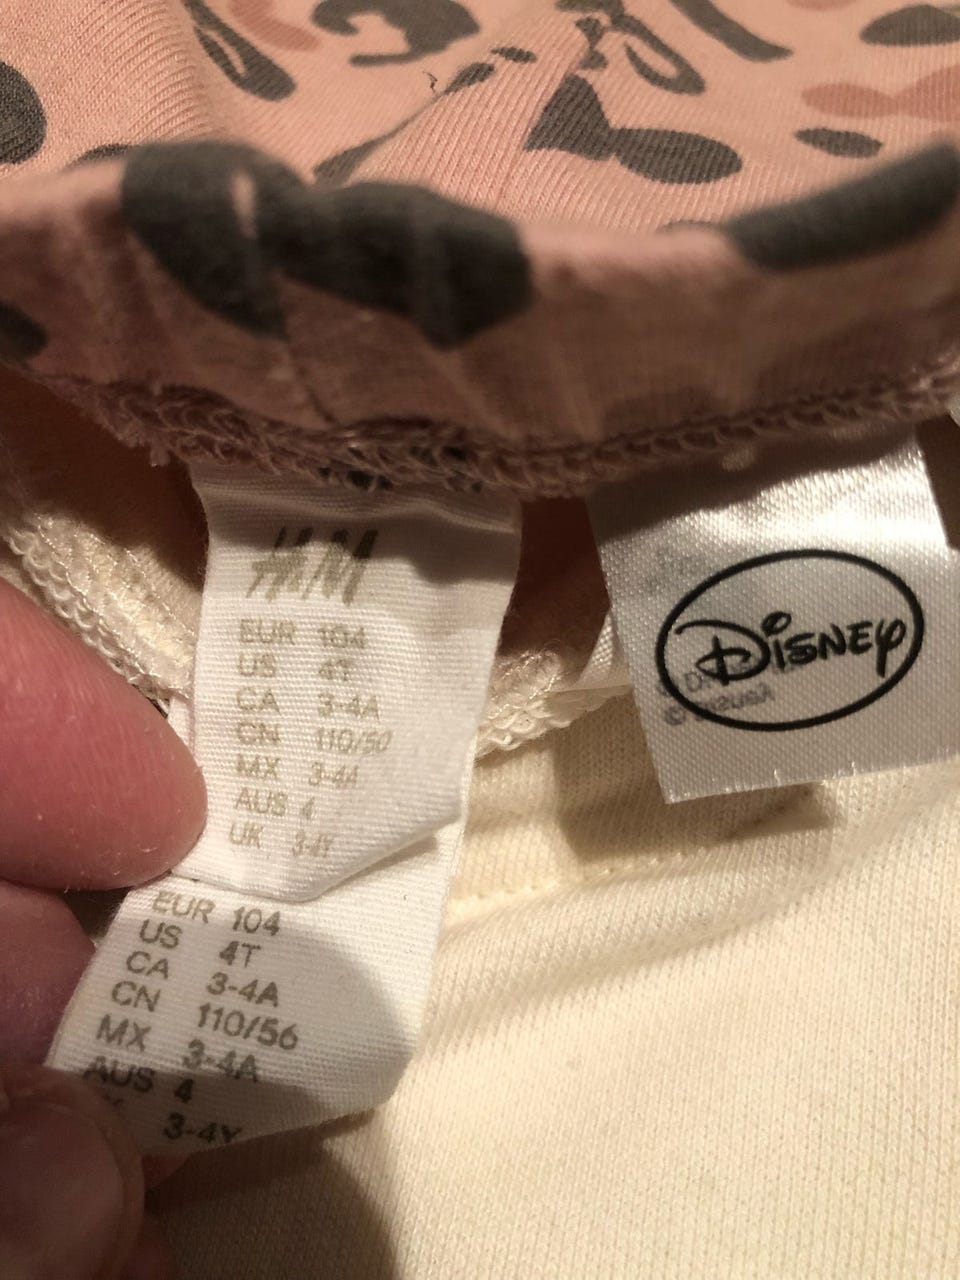 H&M
EUR 104
US 4T
CA 3-4A
CN 110/50
MX 3-4A
AUS 4
UK 3-4Y
EUR 104
US 4T
CA 3-4A
CN 110/56
MX 3-4A
AUS 4
3-4Y
DISNEY